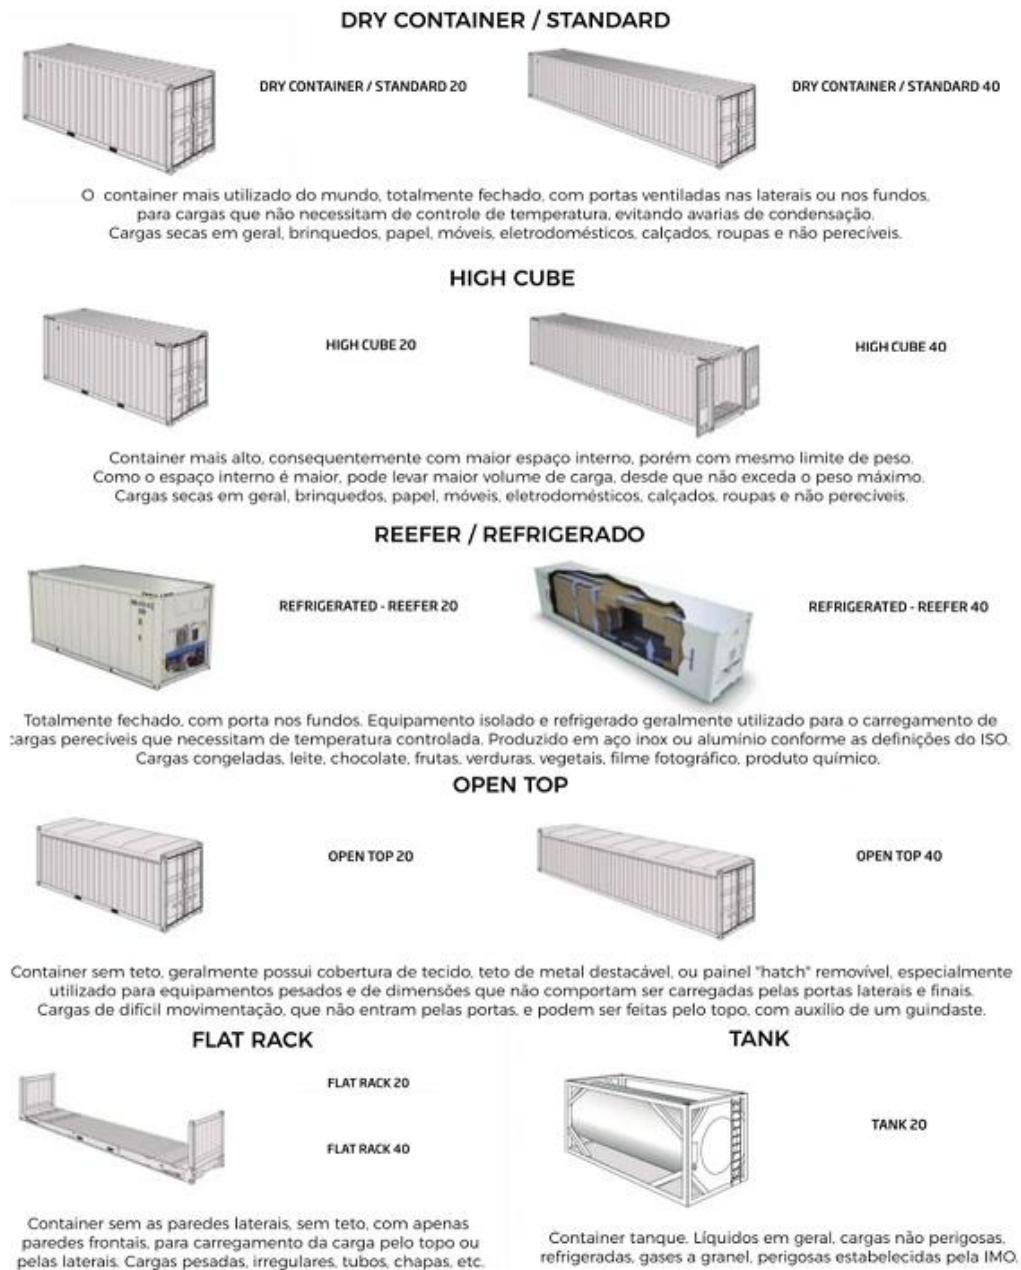 DRY CONTAINER / STANDARD
DRY CONTAINER / STANDARD 20
DRY CONTAINER / STANDARD 40
O container mais utilizado do mundo, totalmente fechado, com portas ventiladas nas laterais ou nos fundos,
para cargas que não necessitam de controle de temperatura, evitando avarias de condensação.
Cargas secas em geral, brinquedos, papel, móveis, eletrodomésticos, calçados, roupas e não perecíveis.
HIGH CUBE
HIGH CUBE 20
HIGH CUBE 40
Container mais alto, consequentemente com maior espaço interno, porém com mesmo limite de peso.
Como o espaço interno é maior, pode levar maior volume de carga, desde que não exceda o peso máximo.
Cargas secas em geral, brinquedos, papel, móveis, eletrodomésticos, calçados, roupas e não perecíveis.
REEFER / REFRIGERADO
REFRIGERATED - REEFER 20
REFRIGERATED - REEFER 40
Totalmente fechado, com porta nos fundos. Equipamento isolado e refrigerado geralmente utilizado para o carregamento de
cargas perecíveis que necessitam de temperatura controlada. Produzido em aço inox ou alumínio conforme as definições do ISO.
Cargas congeladas, leite, chocolate, frutas, verduras, vegetais, filme fotográfico, produto químico.
OPEN TOP
OPEN TOP 20
OPEN TOP 40
Container sem teto, geralmente possui cobertura de tecido, teto de metal destacável, ou painel "hatch" removível, especialmente
utilizado para equipamentos pesados e de dimensões que não comportam ser carregadas pelas portas laterais e finais.
Cargas de difícil movimentação, que não entram pelas portas, e podem ser feitas pelo topo, com auxílio de um guindaste.
FLAT RACK
FLAT RACK 20
FLAT RACK 40
Container sem as paredes laterais, sem teto, com apenas
paredes frontais, para carregamento da carga pelo topo ou
pelas laterais. Cargas pesadas, irregulares, tubos, chapas, etc.
TANK
TANK 20
Container tanque. Líquidos em geral, cargas não perigosas,
refrigeradas, gases a granel, perigosas estabelecidas pela IMO.